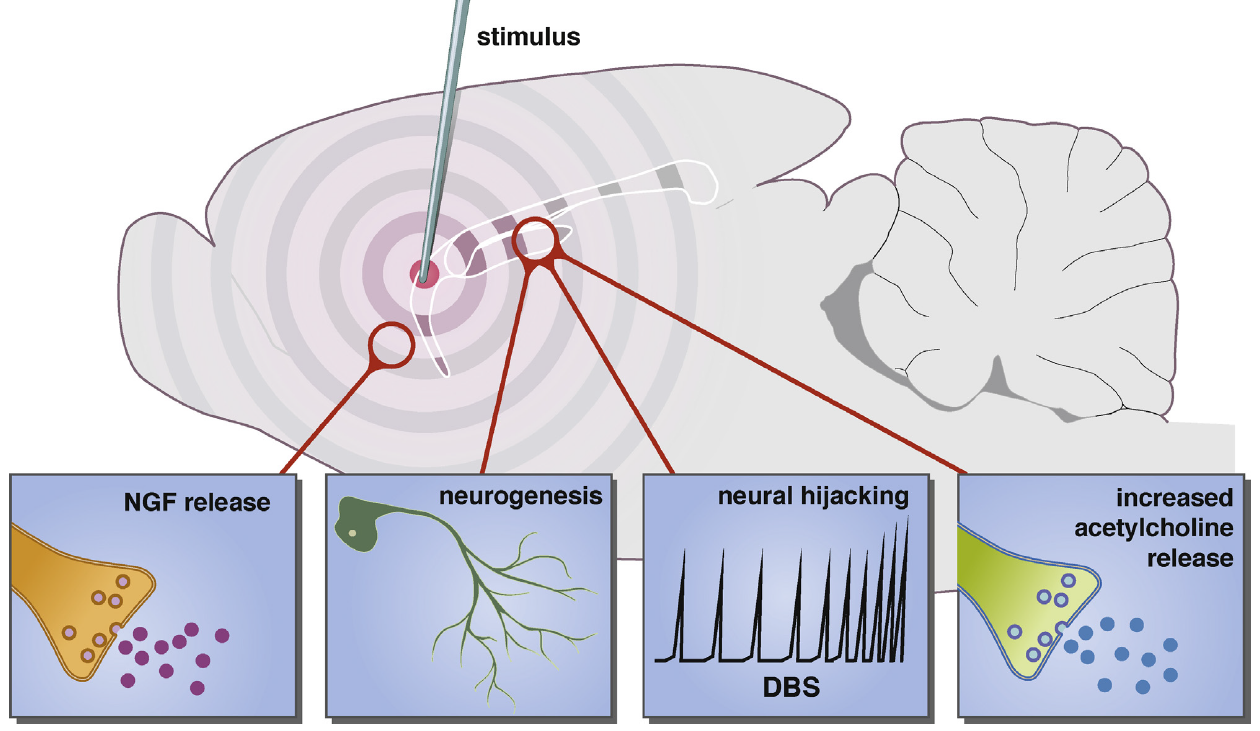 stimulus
NGF release
neurogenesis
neural hijacking
DBS
increased
acetylcholine
release